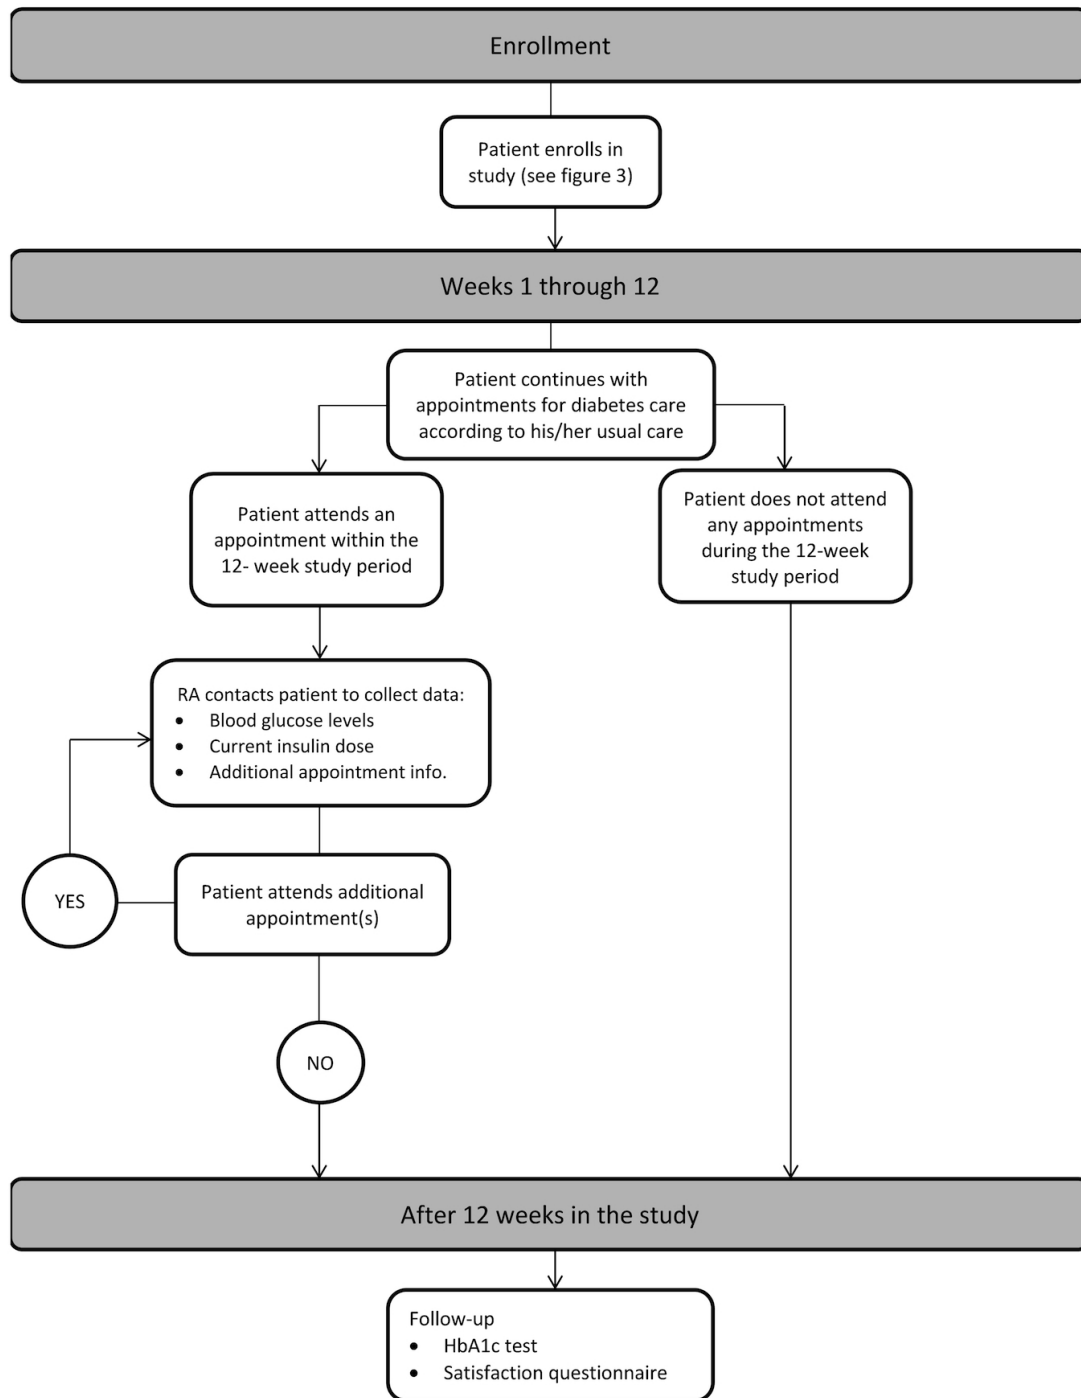 Enrollment
Patient enrolls in
study (see figure 3)
Weeks 1 through 12
Patient continues with
appointments for diabetes care
according to his/her usual care
Patient attends an
appointment within the
12- week study period
Patient does not attend
any appointments
during the 12-week
study period
RA contacts patient to collect data:
• Blood glucose levels
• Current insulin dose
• Additional appointment info.
YES
Patient attends additional
appointment(s)
NO
After 12 weeks in the study
Follow-up
• HbA1c test
• Satisfaction questionnaire